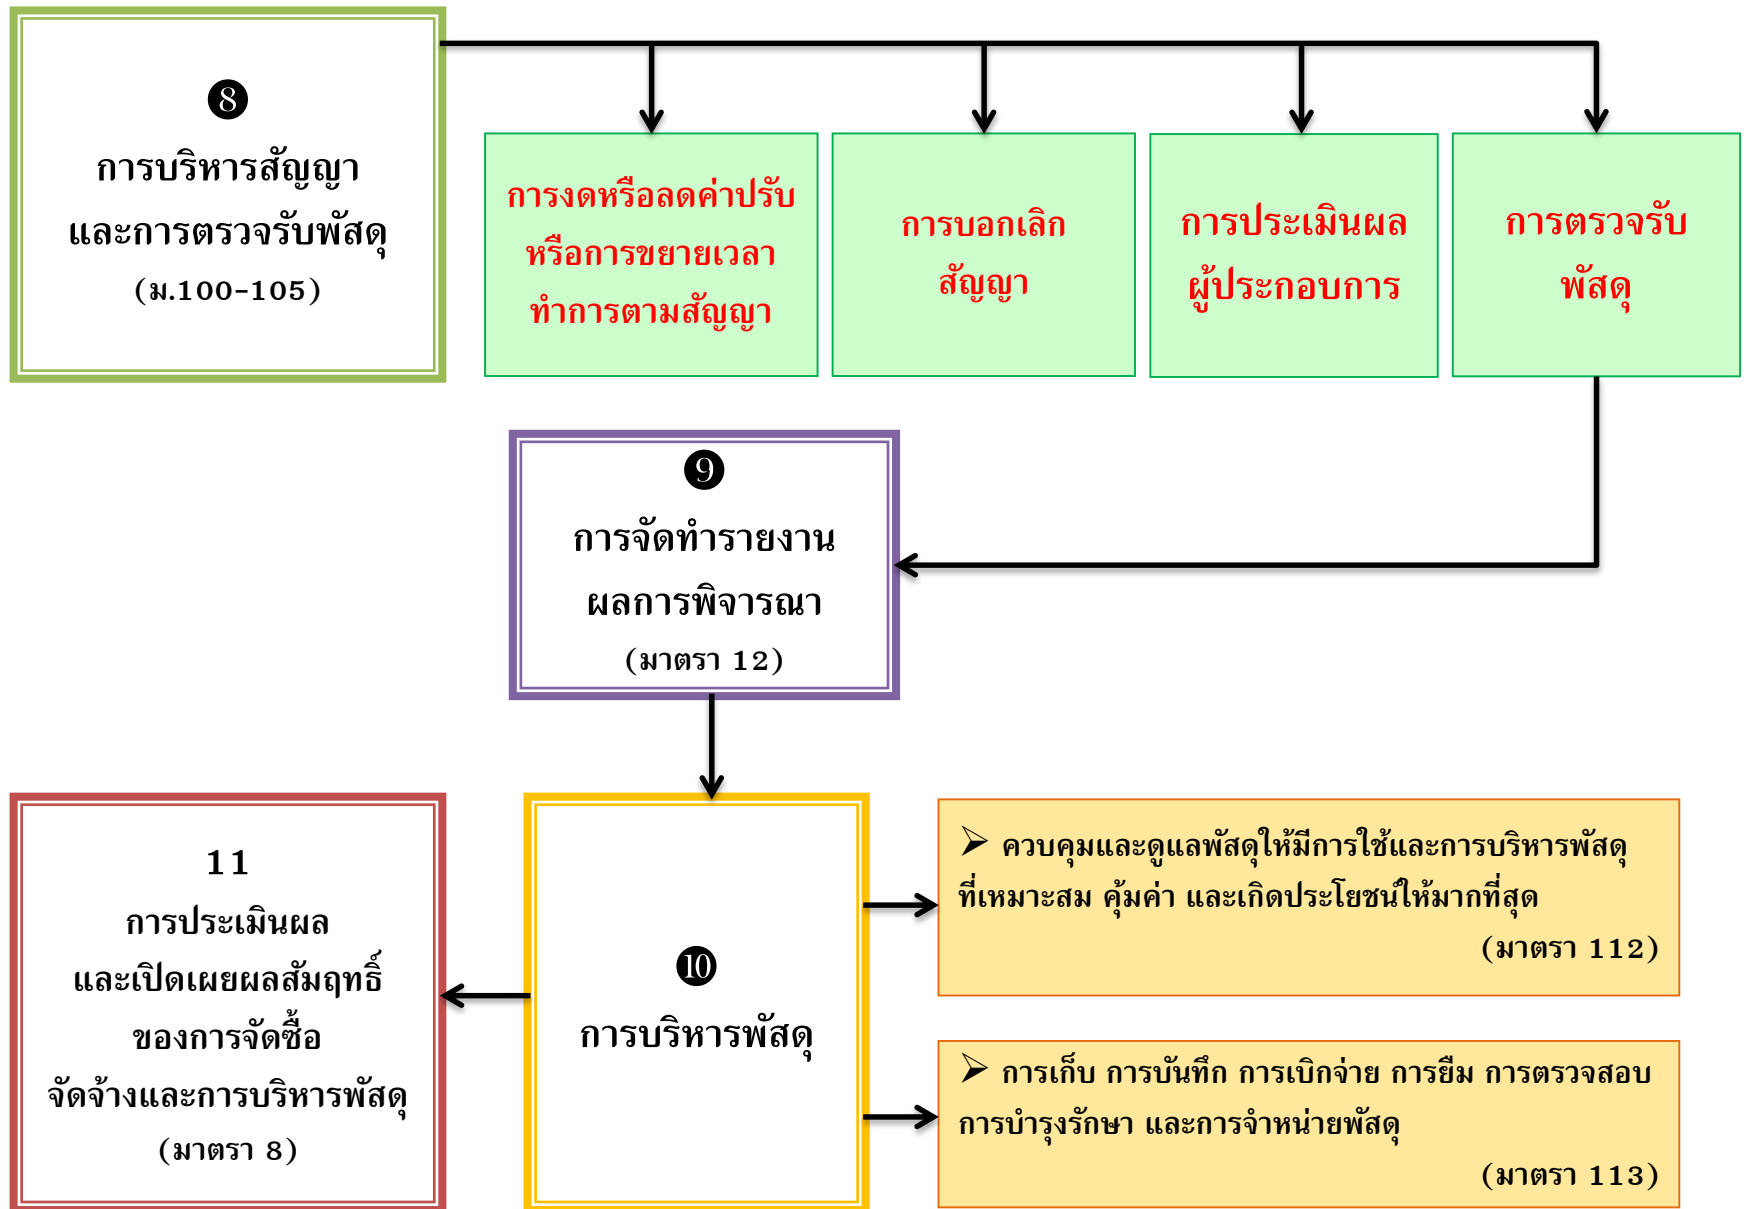 ❽
การบริหารสัญญา
และการตรวจรับพัสดุ
(ม.100-105)
การงดหรือลดค่าปรับ
หรือการขยายเวลา
ทำการตามสัญญา
การบอกเลิก
สัญญา
การประเมินผล
ผู้ประกอบการ
การตรวจรับ
พัสดุ
❾
การจัดทำรายงาน
ผลการพิจารณา
(มาตรา 12)
❿
การบริหารพัสดุ
➢ ควบคุมและดูแลพัสดุให้มีการใช้และการบริหารพัสดุ
ที่เหมาะสม คุ้มค่า และเกิดประโยชน์ให้มากที่สุด
(มาตรา 112)
➢ การเก็บ การบันทึก การเบิกจ่าย การยืม การตรวจสอบ
การบำรุงรักษา และการจำหน่ายพัสดุ
(มาตรา 113)
11
การประเมินผล
และเปิดเผยผลสัมฤทธิ์
ของการจัดซื้อ
จัดจ้างและการบริหารพัสดุ
(มาตรา 8)